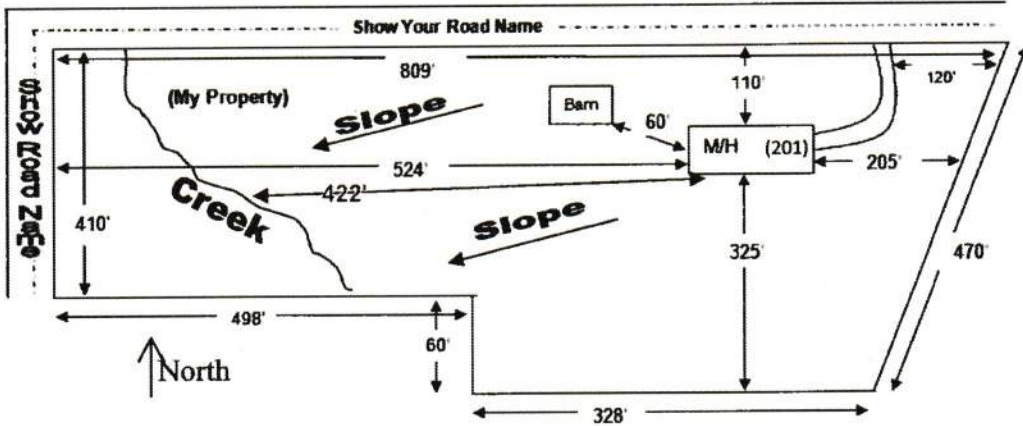 Show Your Road Name
Show Road Name
809'
110'
120'
(My Property)
Slope
Barn
60'
M/H (201)
524'
205'
422'
Creek
410'
Slope
325'
470'
498'
60'
North
328'